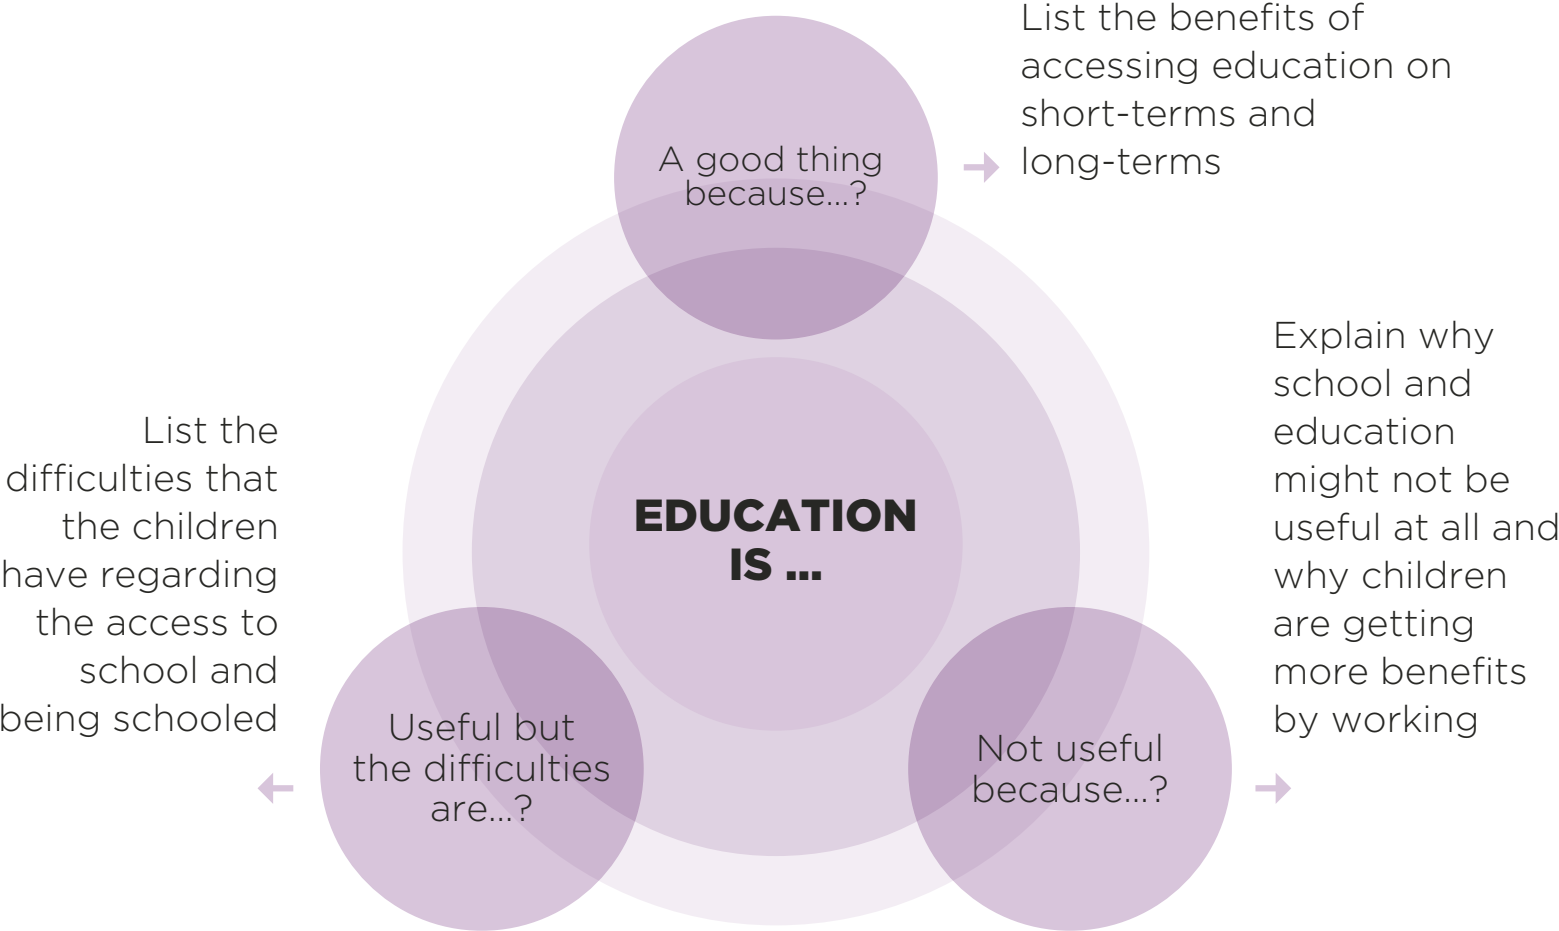 List the benefits of
accessing education on
short-terms and
long-terms
A good thing
because...?
Explain why
school and
education
might not be
useful at all and
why children
are getting
more benefits
by working
List the
difficulties that
the children
have regarding
the access to
school and
being schooled
EDUCATION
IS ...
Useful but
the difficulties
are...?
Not useful
because...?